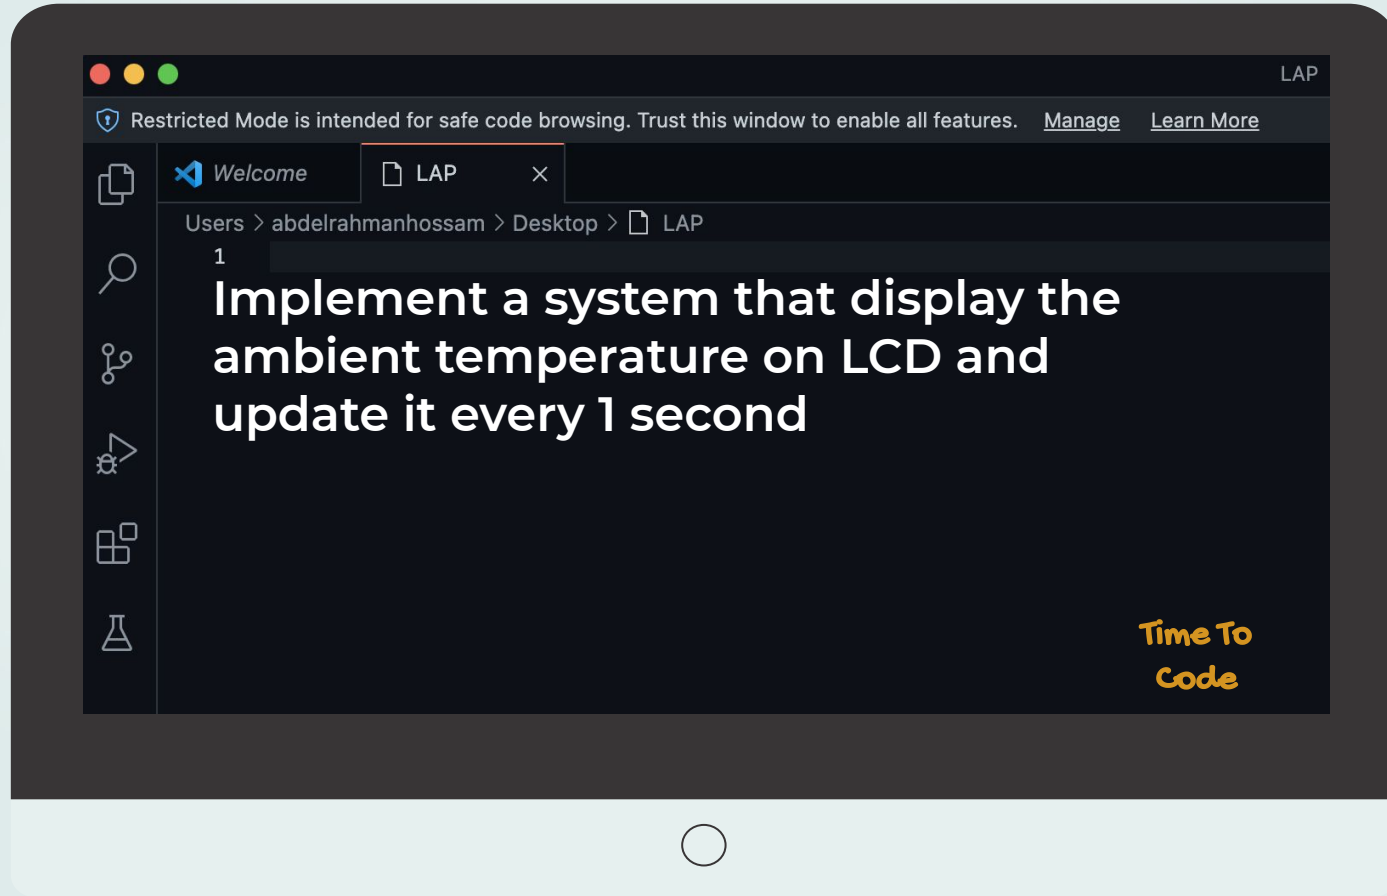 LAP
Restricted Mode is intended for safe code browsing. Trust this window to enable all features. Manage Learn More
Welcome LAP
Users > abdelrahmanhossam > Desktop > LAP
1
Implement a system that display the
ambient temperature on LCD and
update it every 1 second
Time To
Code